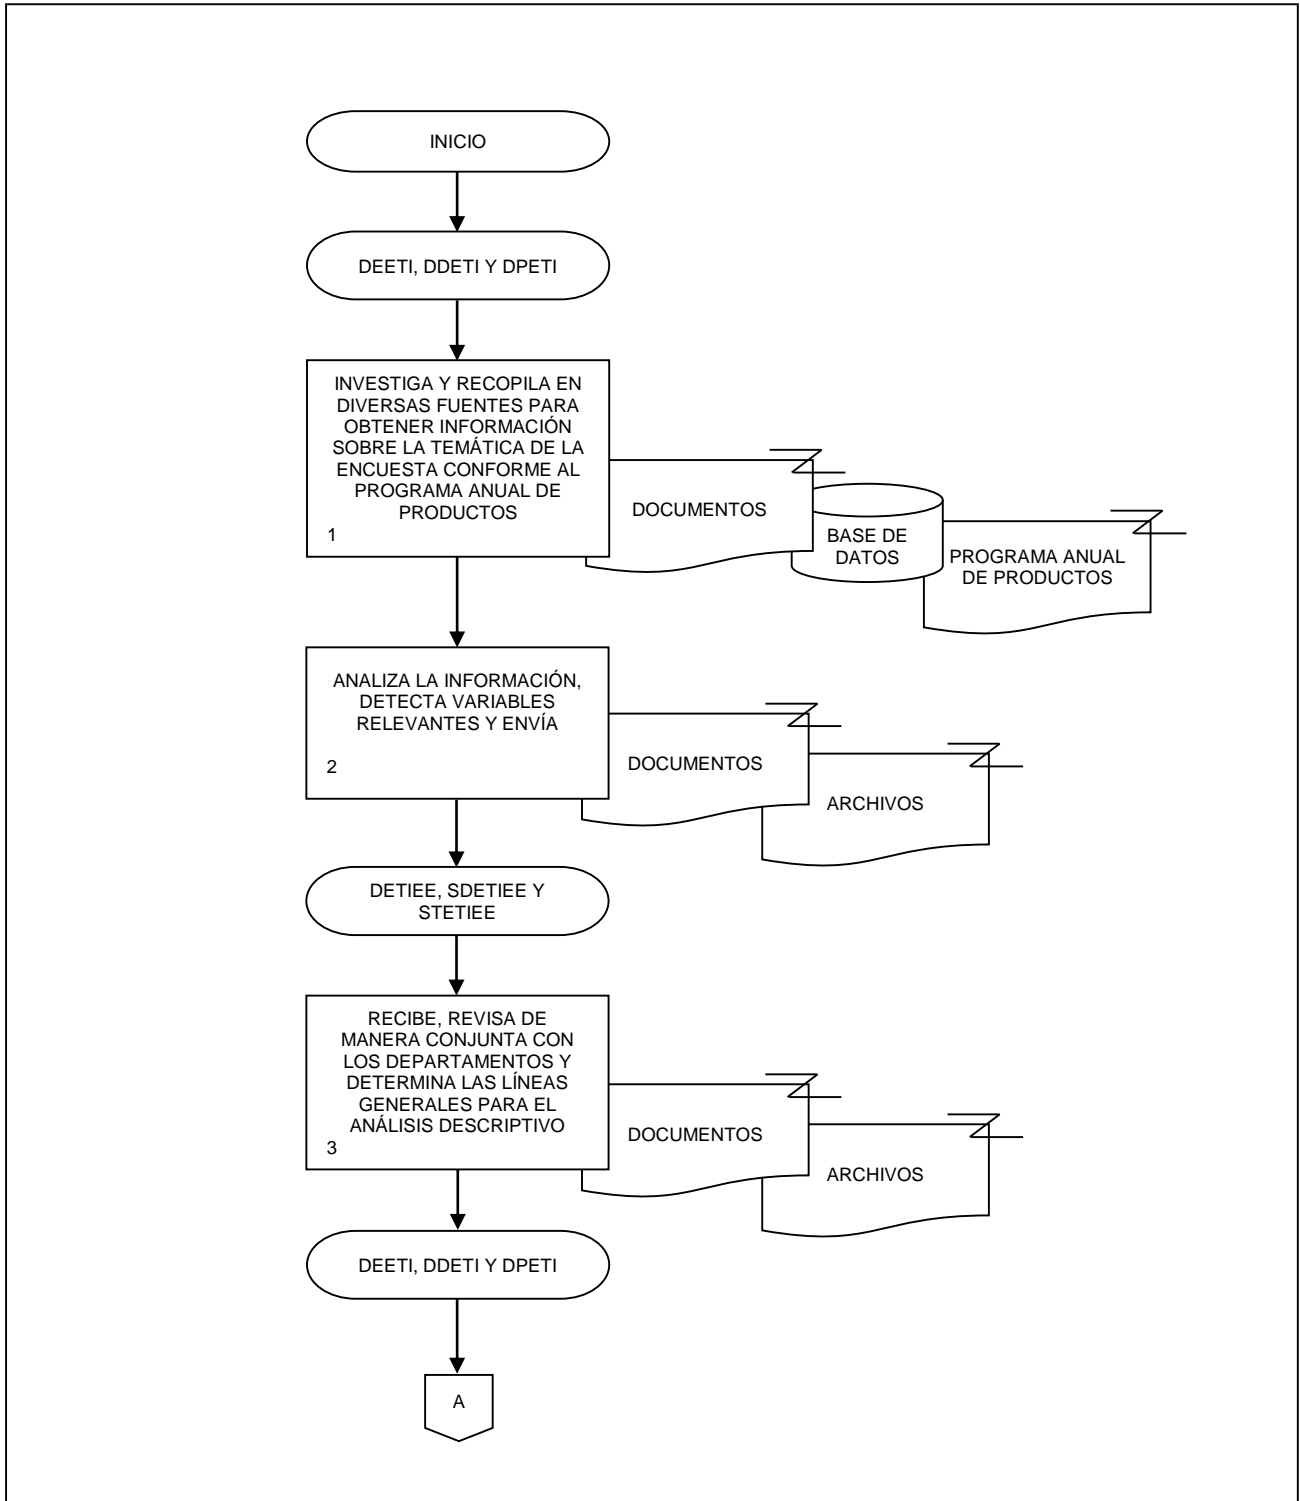 INICIO
DEETI, DDETI Y DPETI
INVESTIGA Y RECOPILA EN
DIVERSAS FUENTES PARA
OBTENER INFORMACIÓN
SOBRE LA TEMÁTICA DE LA
ENCUESTA CONFORME AL
PROGRAMA ANUAL DE
PRODUCTOS
1
DOCUMENTOS
BASE DE
DATOS
PROGRAMA ANUAL
DE PRODUCTOS
ANALIZA LA INFORMACIÓN,
DETECTA VARIABLES
RELEVANTES Y ENVÍA
2
DOCUMENTOS
ARCHIVOS
DETIEE, SDETIEE Y
STETIEE
RECIBE, REVISA DE
MANERA CONJUNTA CON
LOS DEPARTAMENTOS Y
DETERMINA LAS LÍNEAS
GENERALES PARA EL
ANÁLISIS DESCRIPTIVO
3
DOCUMENTOS
ARCHIVOS
DEETI, DDETI Y DPETI
A